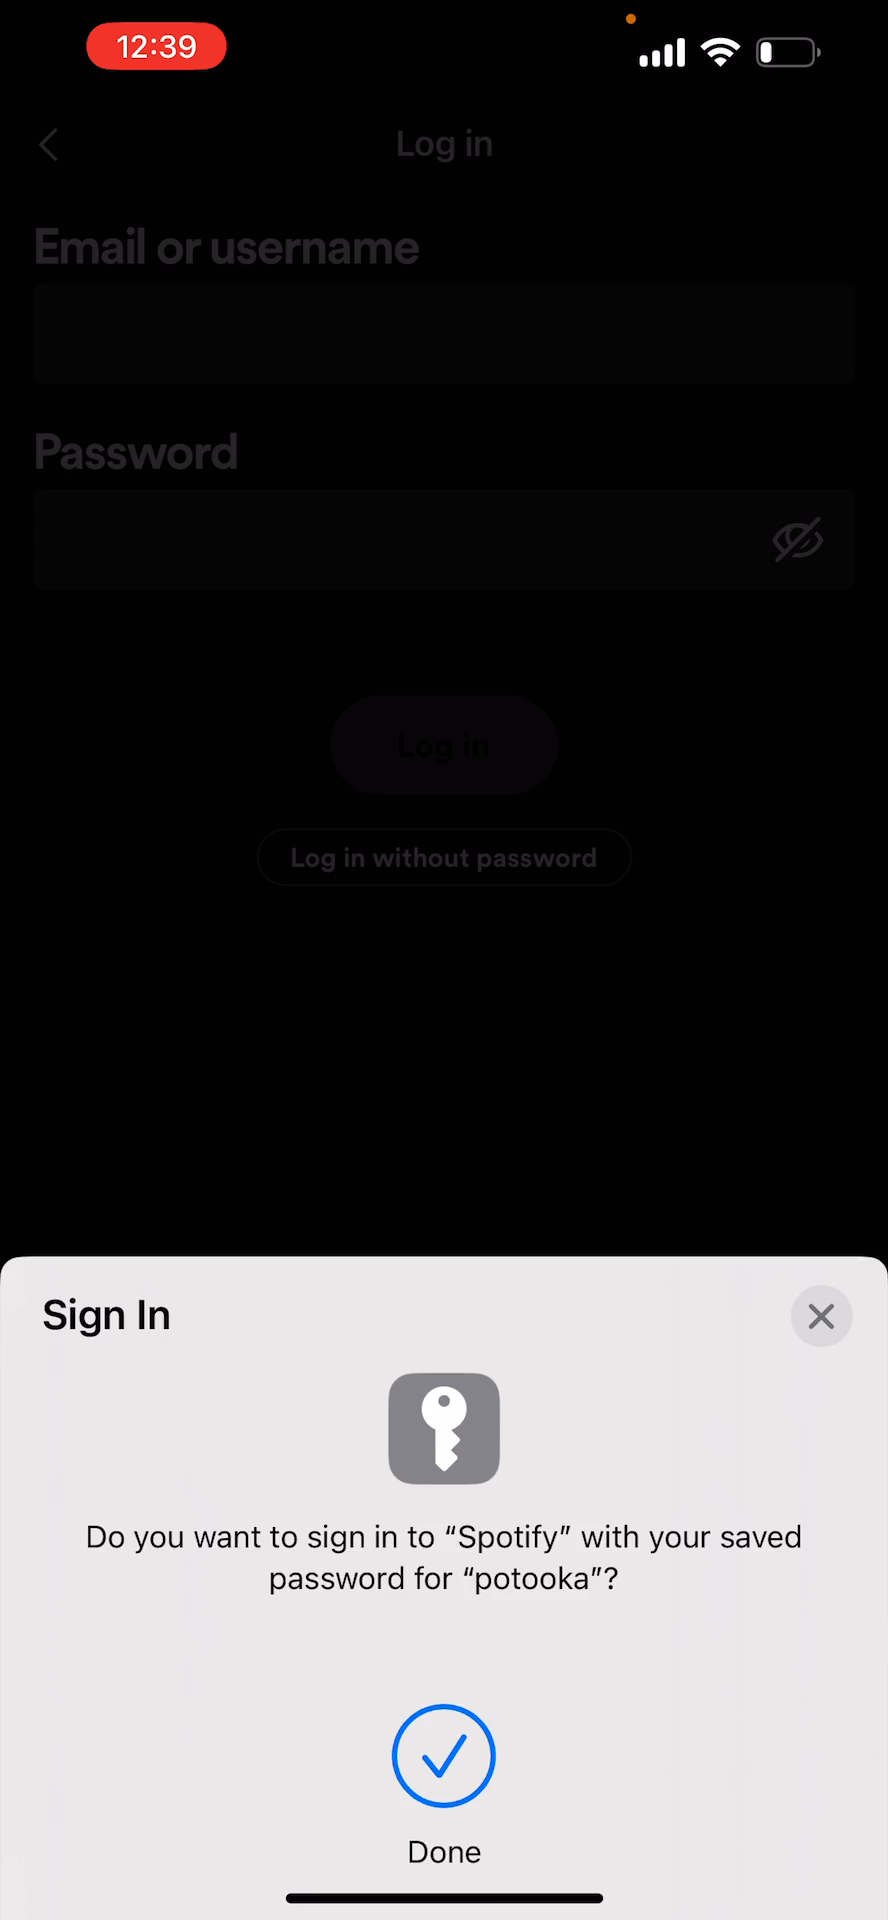 12:39
Log in
Email or username
Password
Log in
Log in without password
Sign In
Do you want to sign in to “Spotify” with your saved
password for “potooka”?
Done